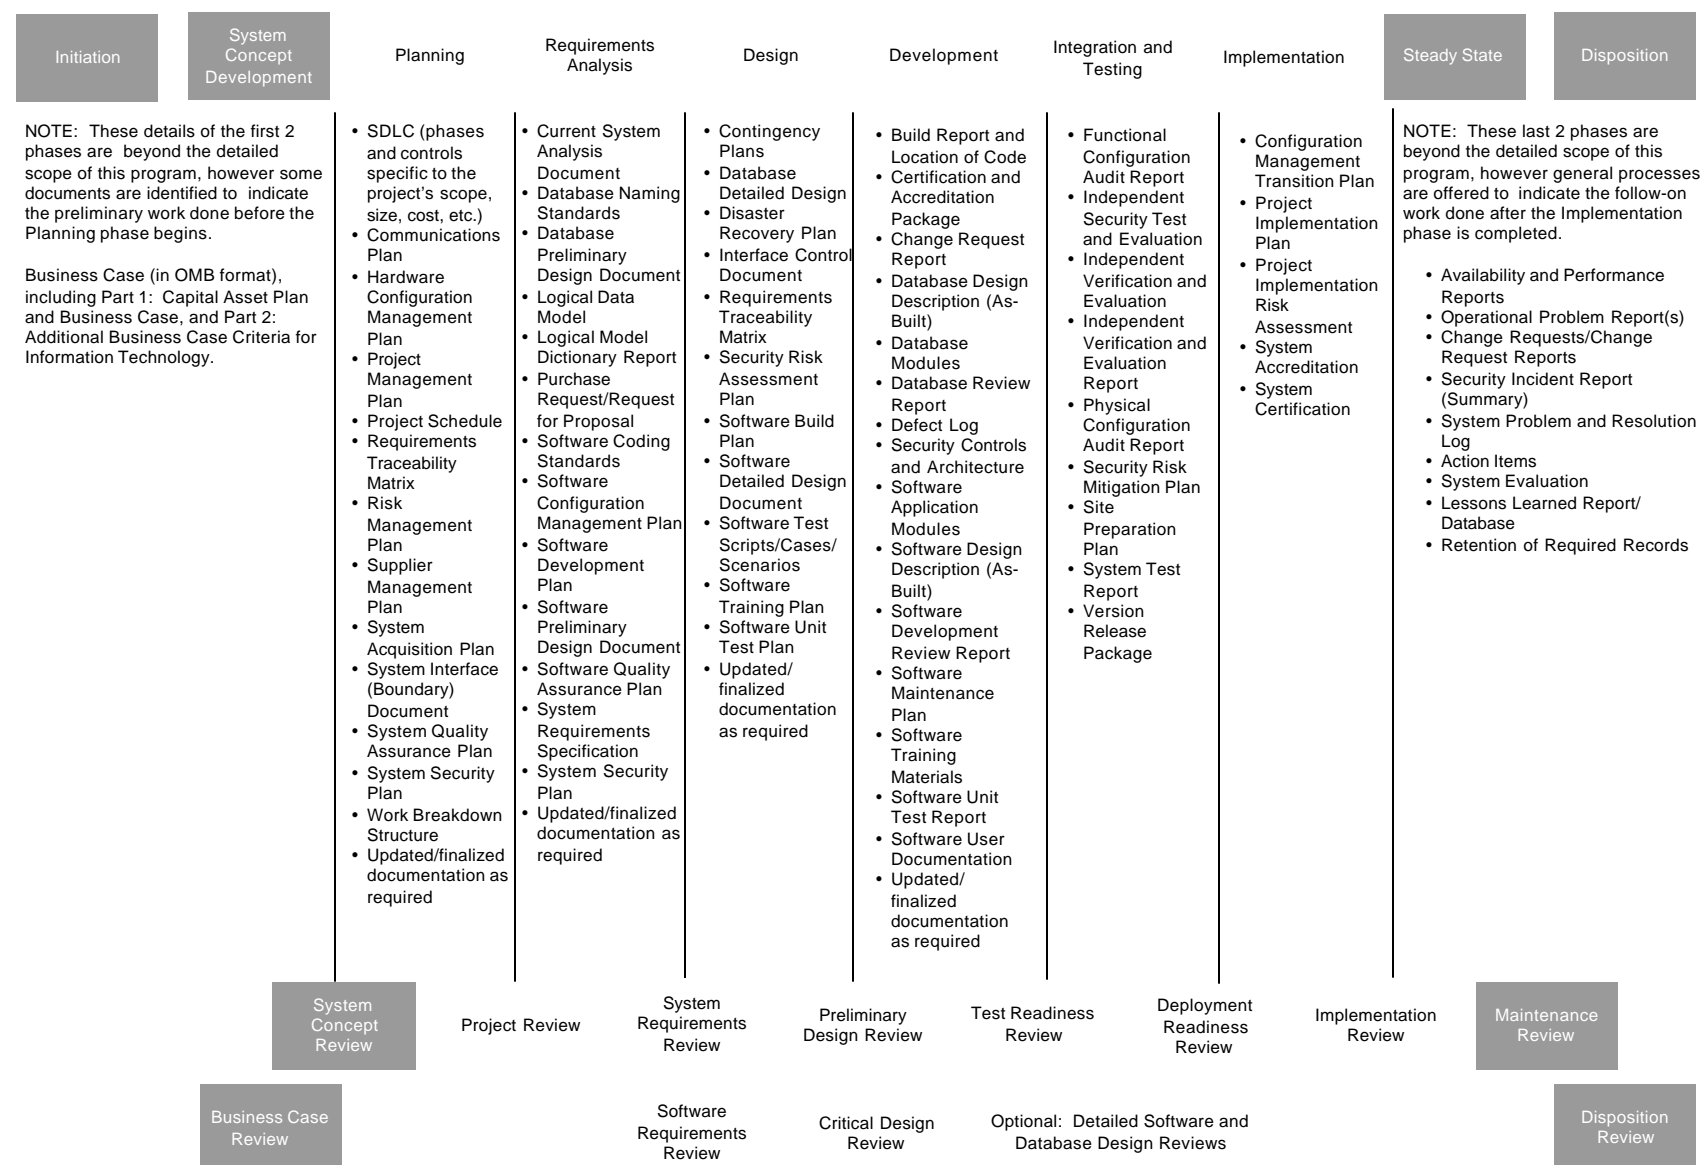 Initiation
System
Concept
Development
Planning
Requirements
Analysis
Design
Development
Integration and
Testing
Implementation
Steady State
Disposition
NOTE: These details of the first 2
phases are beyond the detailed
scope of this program, however some
documents are identified to indicate
the preliminary work done before the
Planning phase begins.
Business Case (in OMB format),
including Part 1: Capital Asset Plan
and Business Case, and Part 2:
Additional Business Case Criteria for
Information Technology.
• SDLC (phases
and controls
specific to the
project's scope,
size, cost, etc.)
• Communications
Plan
• Hardware
Configuration
Management
Plan
• Project
Management
Plan
• Project Schedule
• Requirements
Traceability
Matrix
• Risk
Management
Plan
• Supplier
Management
Plan
• System
Acquisition Plan
• System Interface
(Boundary)
Document
• System Quality
Assurance Plan
• System Security
Plan
• Work Breakdown
Structure
• Updated/finalized
documentation as
required
• Current System
Analysis
Document
• Database Naming
Standards
• Database
Preliminary
Design Document
• Logical Data
Model
• Logical Model
Dictionary Report
• Purchase
Request/Request
for Proposal
• Software Coding
Standards
• Software
Configuration
Management Plan
• Software
Development
Plan
• Software
Preliminary
Design Document
• Software Quality
Assurance Plan
• System
Requirements
Specification
• System Security
Plan
• Updated/finalized
documentation as
required
• Contingency
Plans
• Database
Detailed Design
• Disaster
Recovery Plan
• Interface Control
Document
• Requirements
Traceability
Matrix
• Security Risk
Assessment
Plan
• Software Build
Plan
• Software
Detailed Design
Document
• Software Test
Scripts/Cases/
Scenarios
• Software
Training Plan
• Software Unit
Test Plan
• Updated/
finalized
documentation
as required
• Build Report and
Location of Code
• Certification and
Accreditation
Package
• Change Request
Report
• Database Design
Description (As-
Built)
• Database
Modules
• Database Review
Report
• Defect Log
• Security Controls
and Architecture
• Software
Application
Modules
• Software Design
Description (As-
Built)
• Software
Development
Review Report
• Software
Maintenance
Plan
• Software
Training
Materials
• Software Unit
Test Report
• Software User
Documentation
• Updated/
finalized
documentation
as required
• Functional
Configuration
Audit Report
• Independent
Security Test
and Evaluation
• Independent
Verification and
Evaluation
• Independent
Verification and
Evaluation
Report
• Physical
Configuration
Audit Report
• Security Risk
Mitigation Plan
• Site
Preparation
Plan
• System Test
Report
• Version
Release
Package
• Configuration
Management
Transition Plan
• Project
Implementation
Plan
• Project
Implementation
Risk
Assessment
• System
Accreditation
• System
Certification
NOTE: These last 2 phases are
beyond the detailed scope of this
program, however general processes
are offered to indicate the follow-on
work done after the Implementation
phase is completed.
• Availability and Performance
Reports
• Operational Problem Report(s)
• Change Requests/Change
Request Reports
• Security Incident Report
(Summary)
• System Problem and Resolution
Log
• Action Items
• System Evaluation
• Lessons Learned Report/
Database
• Retention of Required Records
System
Concept
Review
Project Review
System
Requirements
Review
Preliminary
Design Review
Test Readiness
Review
Deployment
Readiness
Review
Implementation
Review
Maintenance
Review
Business Case
Review
Software
Requirements
Review
Critical Design
Review
Optional: Detailed Software and
Database Design Reviews
Disposition
Review